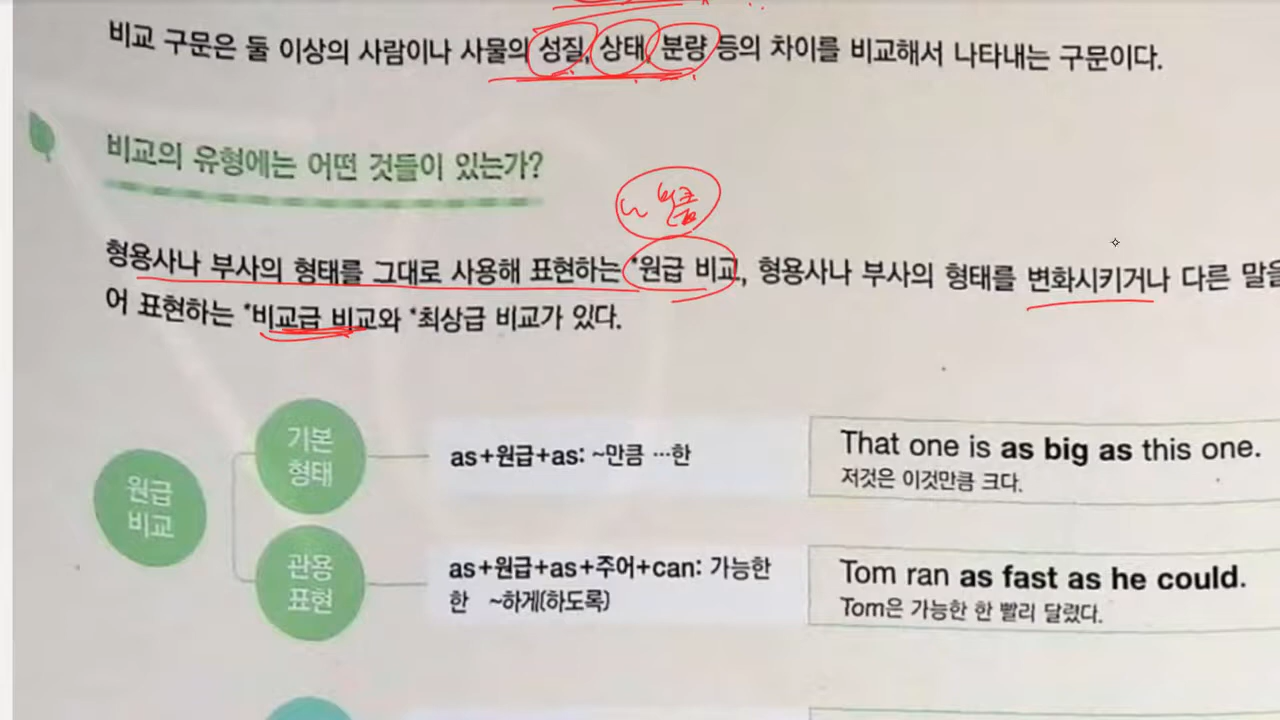 비교 구문은 둘 이상의 사람이나 사물의 성질, 상태, 분량 등의 차이를 비교해서 나타내는 구문이다.
비교의 유형에는 어떤 것들이 있는가?
~만큼
형용사나 부사의 형태를 그대로 사용해 표현하는 *원급 비교, 형용사나 부사의 형태를 변화시키거나 다른 말을
어 표현하는 *비교급 비교와 *최상급 비교가 있다.
원급
비교
기본
형태
as+원급+as: ~만큼 …한
That one is as big as this one.
저것은 이것만큼 크다.
관용
표현
as+원급+as+주어+can: 가능한
한 ~하게(하도록)
Tom ran as fast as he could.
Tom은 가능한 한 빨리 달렸다.